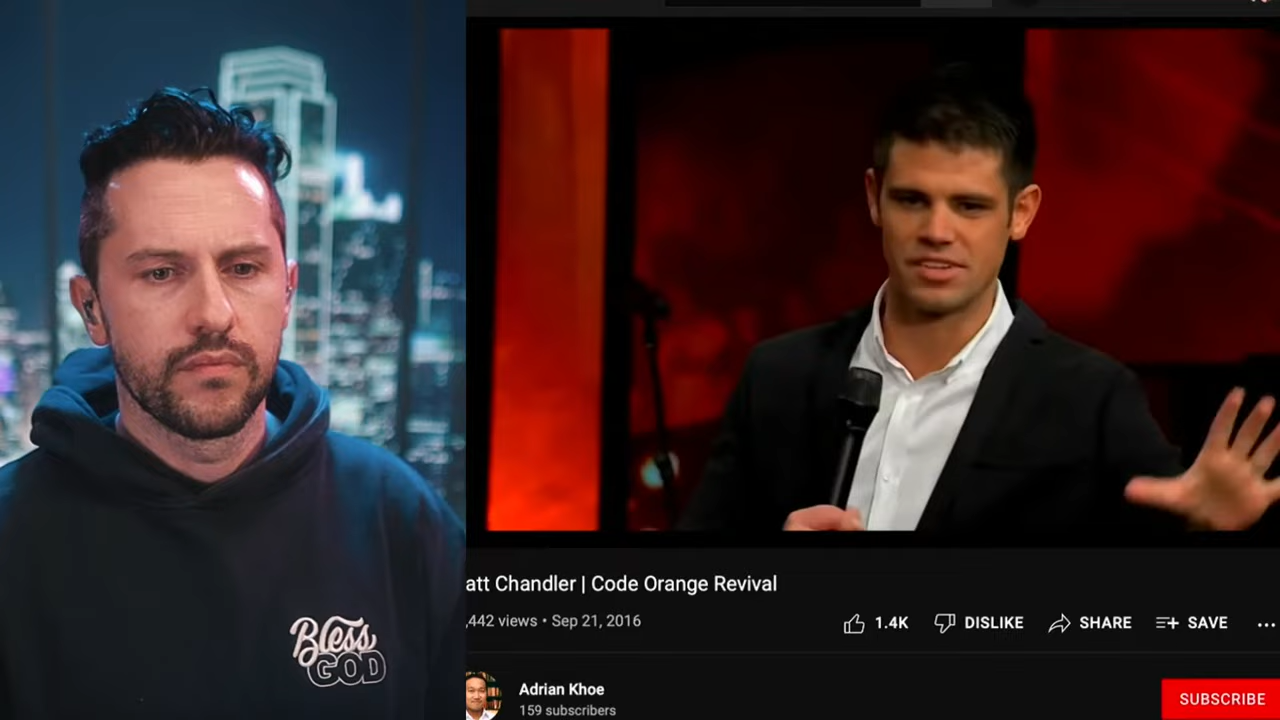 Bless
GOD
att Chandler | Code Orange Revival
,442 views • Sep 21, 2016
1.4K
DISLIKE
SHARE
SAVE
Adrian Khoe
159 subscribers
SUBSCRIBE